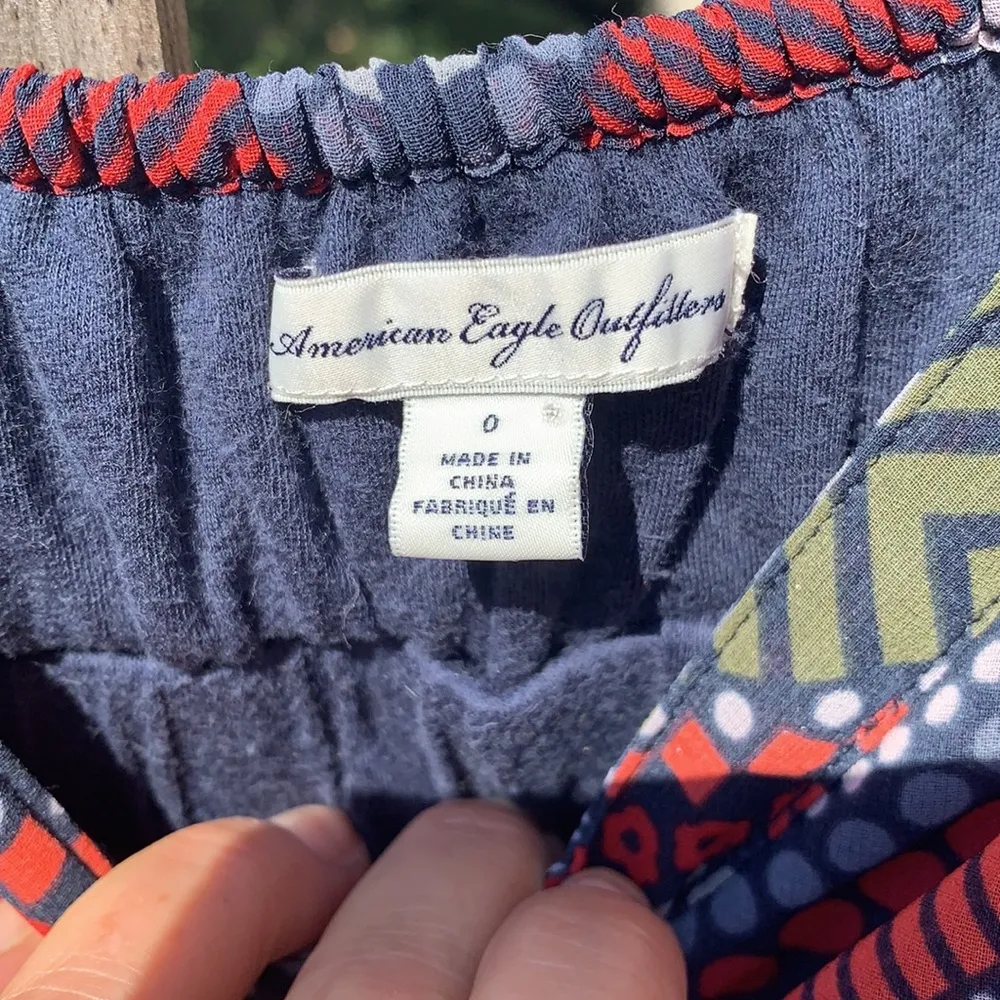 American Eagle Outfitters
0
MADE IN
CHINA
FABRIQUÉ EN
CHINE